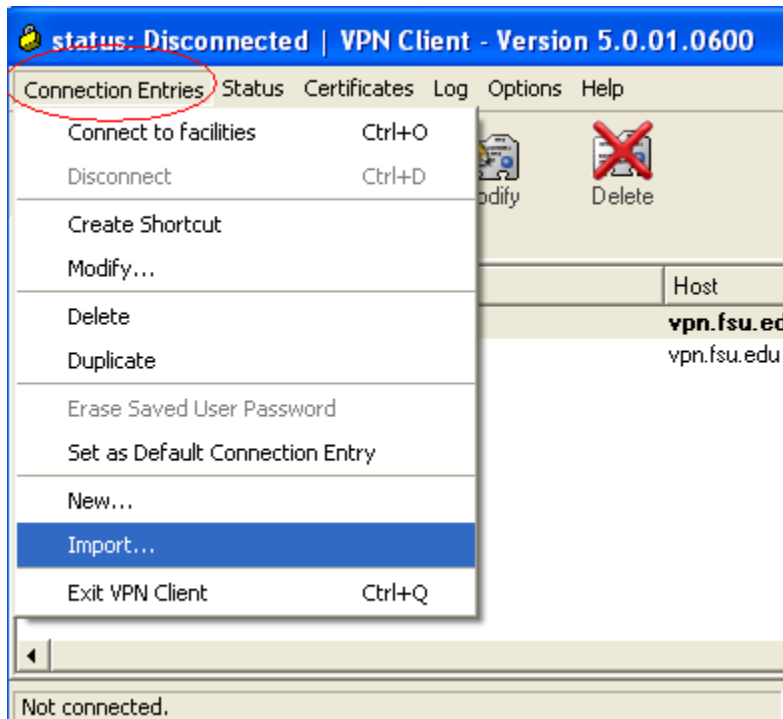 status: Disconnected | VPN Client - Version 5.0.01.0600
Connection Entries Status Certificates Log Options Help
Connect to facilities Ctrl+O
Disconnect Ctrl+D
Create Shortcut
Modify...
Delete
Duplicate
Erase Saved User Password
Set as Default Connection Entry
New...
Import...
Exit VPN Client Ctrl+Q
odify Delete
Host
vpn.fsu.ed
vpn.fsu.edu
Not connected.